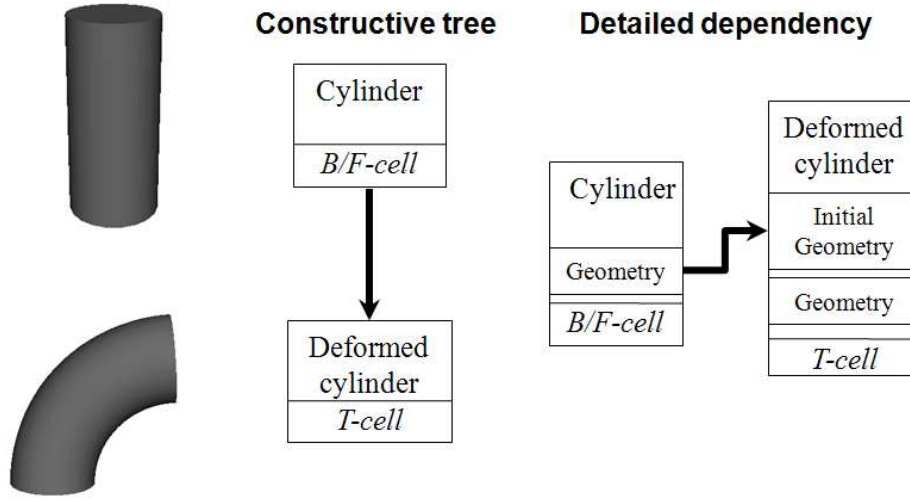 Constructive tree
Cylinder
B/F-cell
Deformed
cylinder
T-cell
Detailed dependency
Cylinder
Geometry
B/F-cell
Deformed
cylinder
Initial
Geometry
Geometry
T-cell